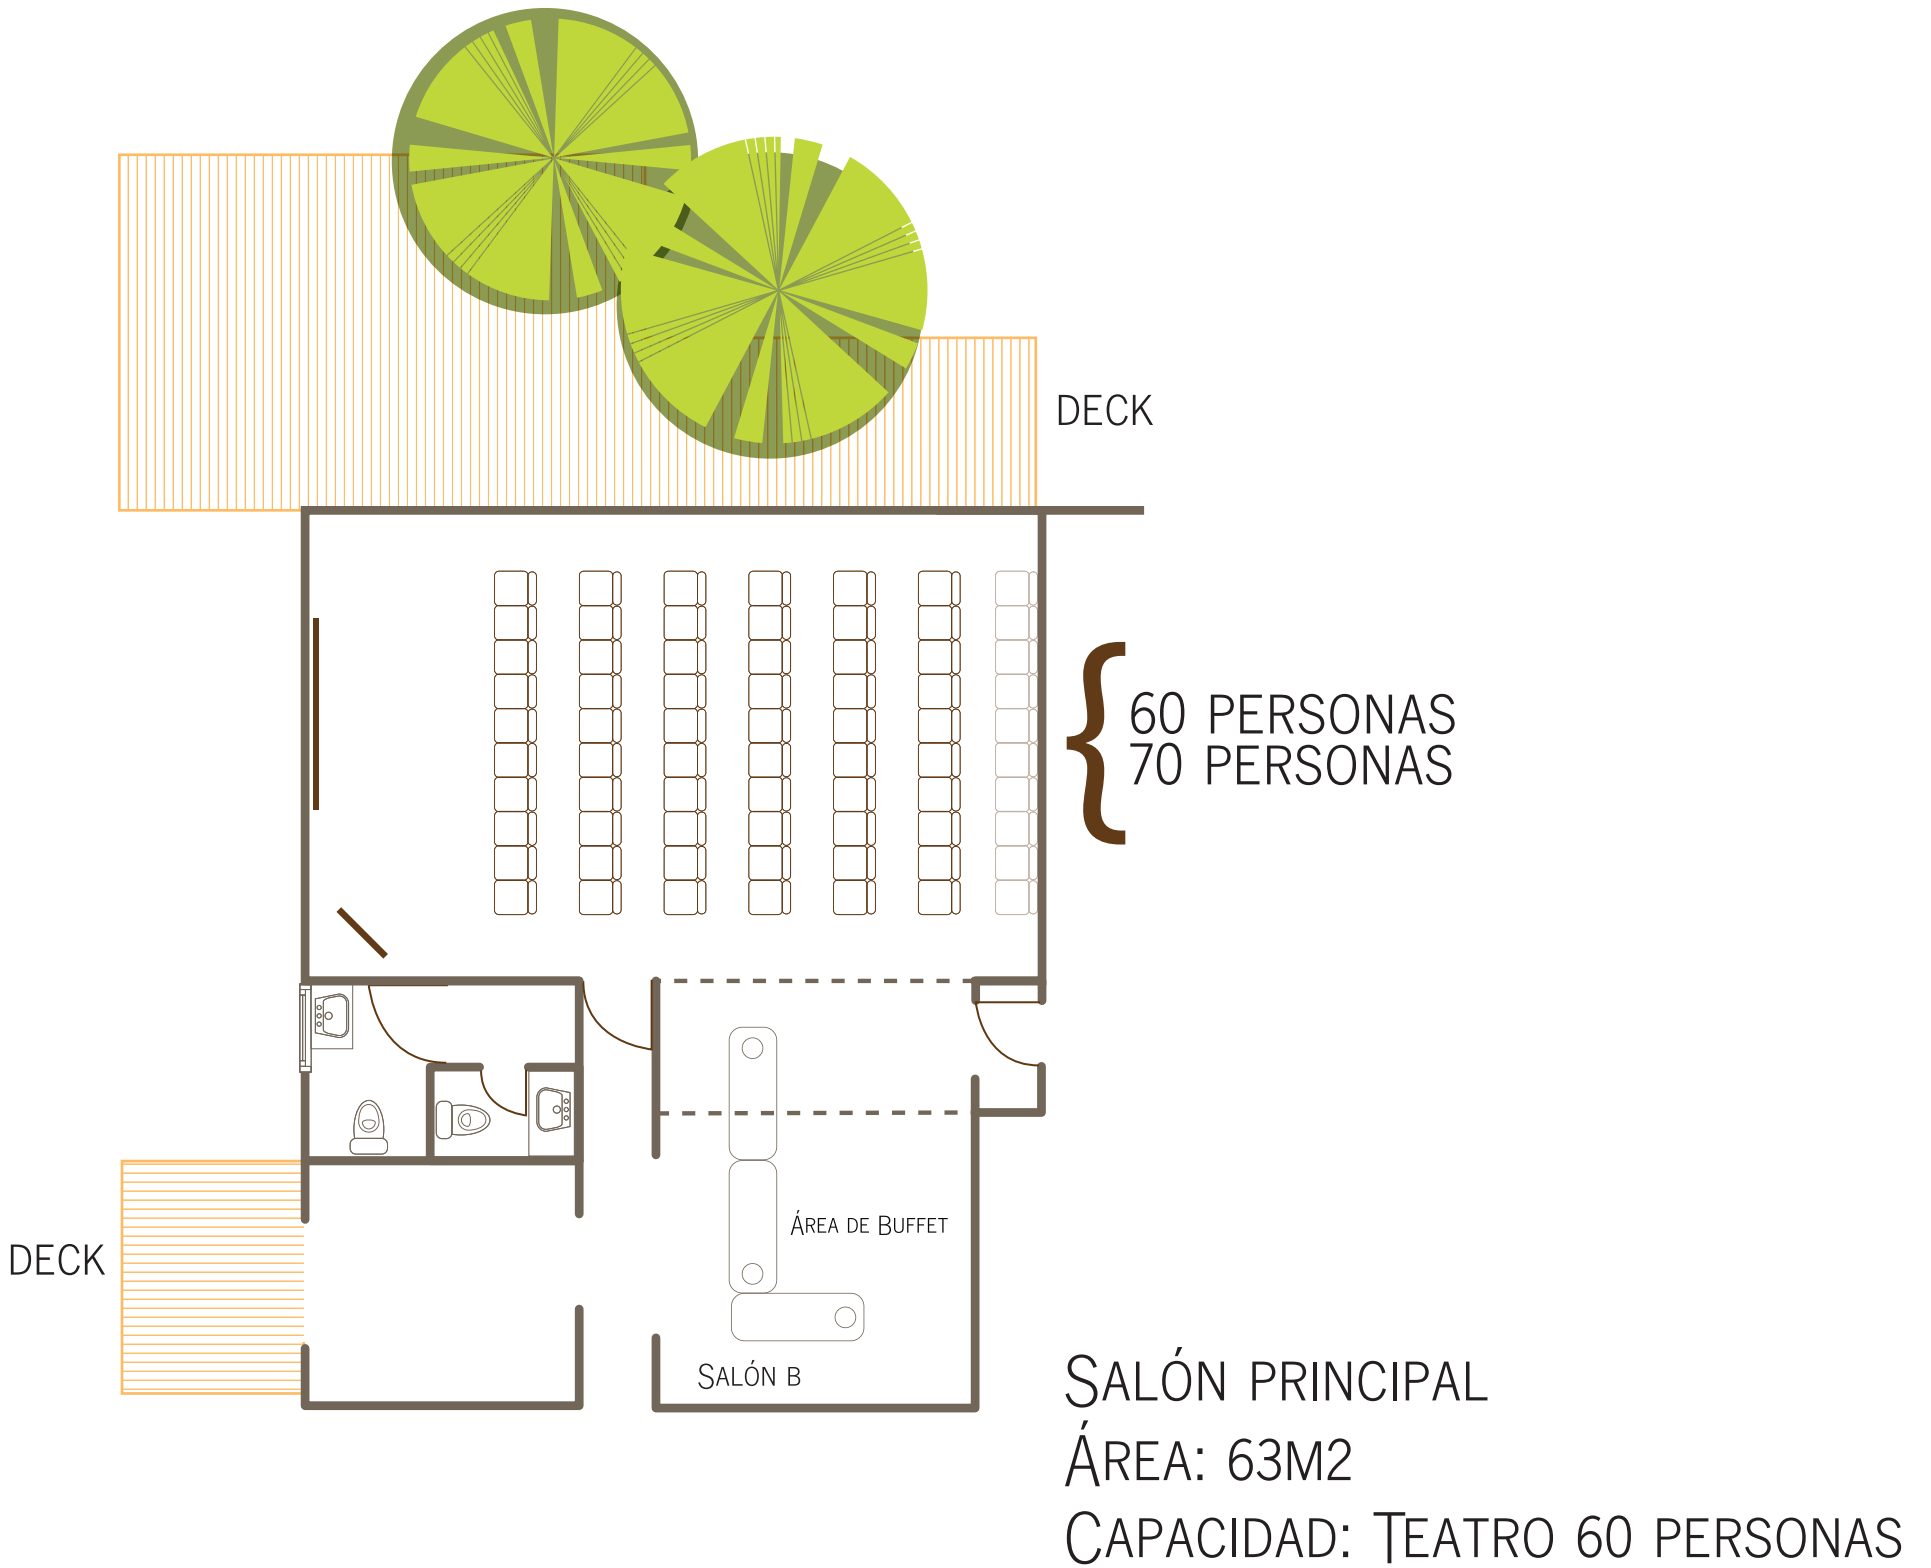 DECK
60 PERSONAS
70 PERSONAS
DECK
ÁREA DE BUFFET
SALÓN B
SALÓN PRINCIPAL
ÁREA: 63M2
CAPACIDAD: TEATRO 60 PERSONAS